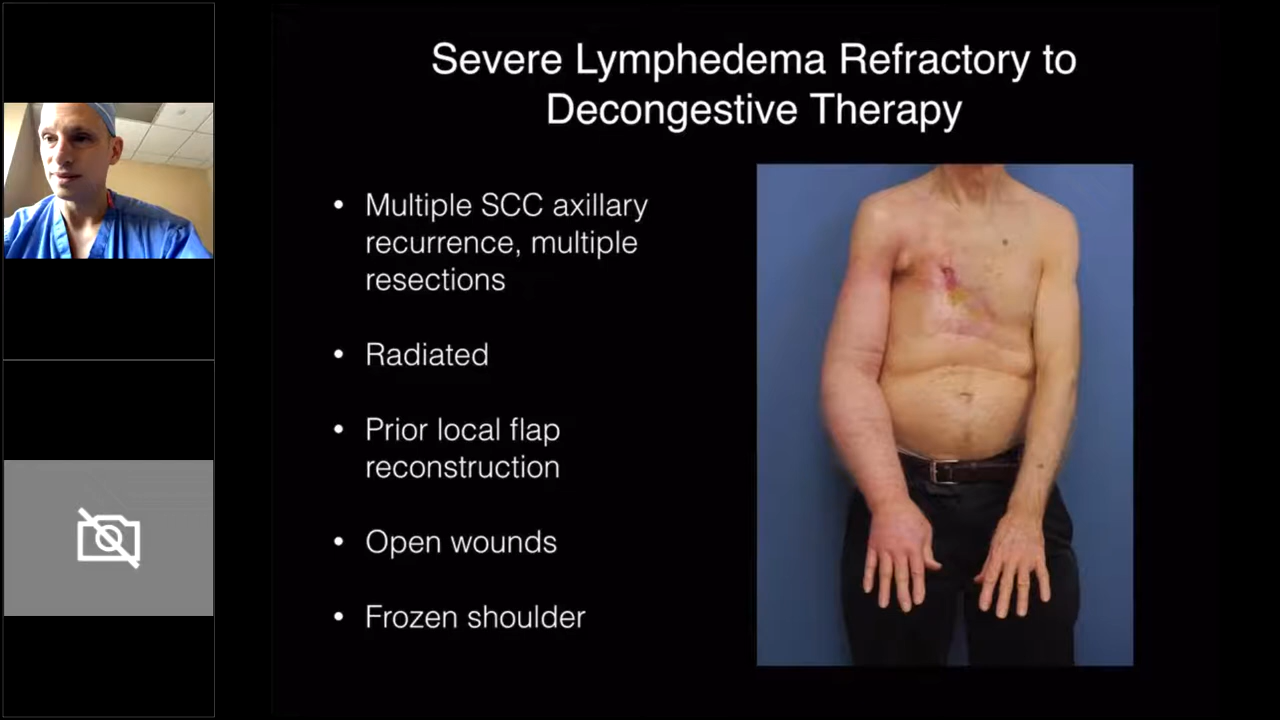 Severe Lymphedema Refractory to
Decongestive Therapy
• Multiple SCC axillary
recurrence, multiple
resections
• Radiated
• Prior local flap
reconstruction
• Open wounds
• Frozen shoulder